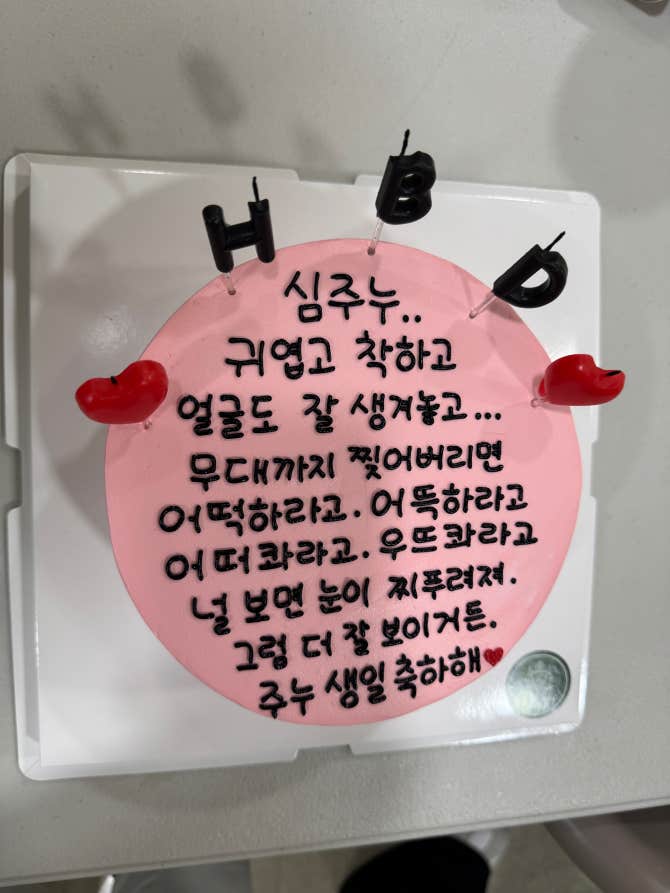 H B D
심주누..
귀엽고 착하고
얼굴도 잘 생겨놓고...
무대까지 찢어버리면
어떡하라고. 어뜩하라고
어떠콰라고. 우뜨콰라고
널 보면 눈이 찌푸려져.
그럼 더 잘 보이거든.
주누 생일 축하해♥